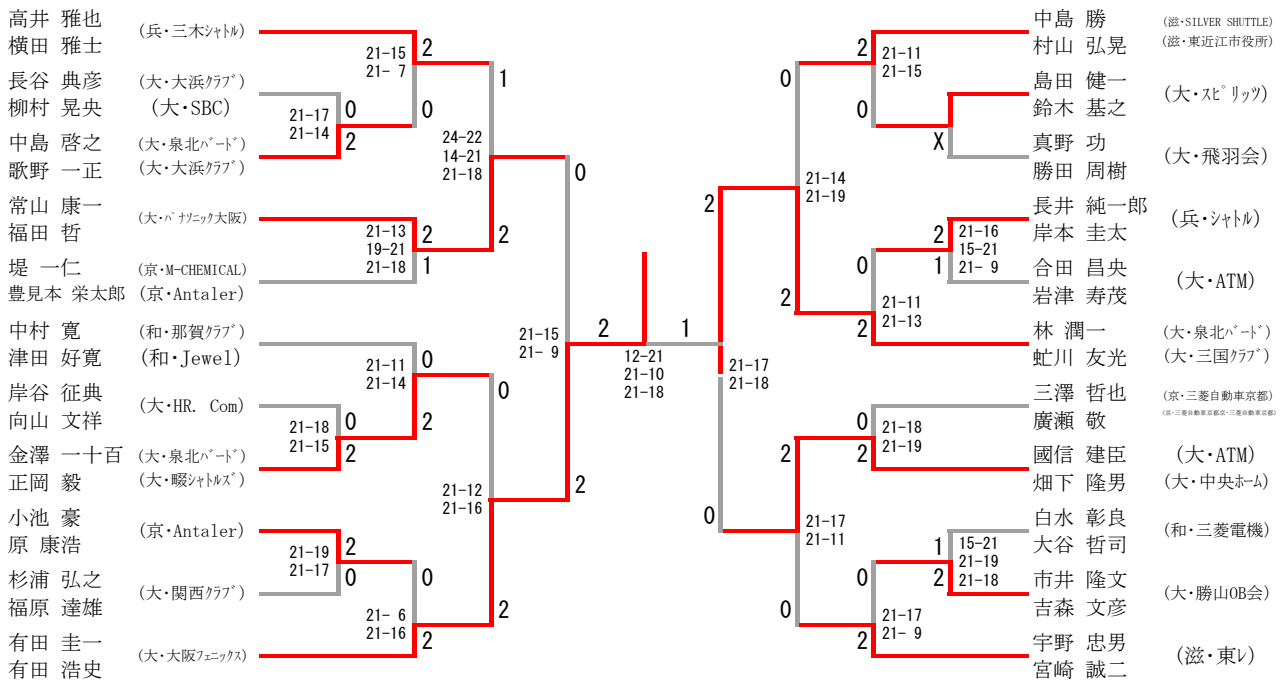 高井 雅也
横田 雅士
(兵・三木シャトル)
長谷 典彦 (大・大浜クラブ)
柳村 晃央 (大・SBC)
中島 啓之 (大・泉北バード)
歌野 一正 (大・大浜クラブ)
常山 康一
福田 哲
(大・パナソニック大阪)
堤 一仁 (京・M-CHEMICAL)
豊見本 栄太郎 (京・Antaler)
中村 寛 (和・那賀クラブ)
津田 好寛 (和・Jewel)
岸谷 征典
向山 文祥
(大・HR. Com)
金澤 一十百 (大・泉北バード)
正岡 毅 (大・畷シャトルズ)
小池 豪
原 康浩
(京・Antaler)
杉浦 弘之
福原 達雄
(大・関西クラブ)
有田 圭一
有田 浩史
(大・大阪フェニックス)
21-17
21-14
0
2
21-15
21- 7
2
0
21-13
19-21
21-18
2
1
24-22
14-21
21-18
1
2
21-18
21-15
0
2
21-11
21-14
0
2
21-19
21-17
2
0
21- 6
21-16
0
2
21-12
21-16
0
2
21-15
21- 9
0
2
2
1
12-21
21-10
21-18
21-17
21-18
2
0
21-14
21-19
0
2
21-11
21-15
2
0
X
21-16
15-21
21- 9
2
1
21-11
21-13
0
2
21-17
21-11
2
0
21-18
21-19
0
2
15-21
21-19
21-18
1
2
21-17
21- 9
0
2
中島 勝 (滋・SILVER SHUTTLE)
村山 弘晃 (滋・東近江市役所)
島田 健一
鈴木 基之
(大・スピリッツ)
真野 功
勝田 周樹
(大・飛羽会)
長井 純一郎
岸本 圭太
(兵・シャトル)
合田 昌央
岩津 寿茂
(大・ATM)
林 潤一 (大・泉北バード)
虻川 友光 (大・三国クラブ)
三澤 哲也 (京・三菱自動車京都)
廣瀬 敬 (京・三菱自動車京都京・三菱自動車京都)
國信 建臣 (大・ATM)
畑下 隆男 (大・中央ホーム)
白水 彰良
大谷 哲司
(和・三菱電機)
市井 隆文
吉森 文彦
(大・勝山OB会)
宇野 忠男
宮崎 誠二
(滋・東レ)